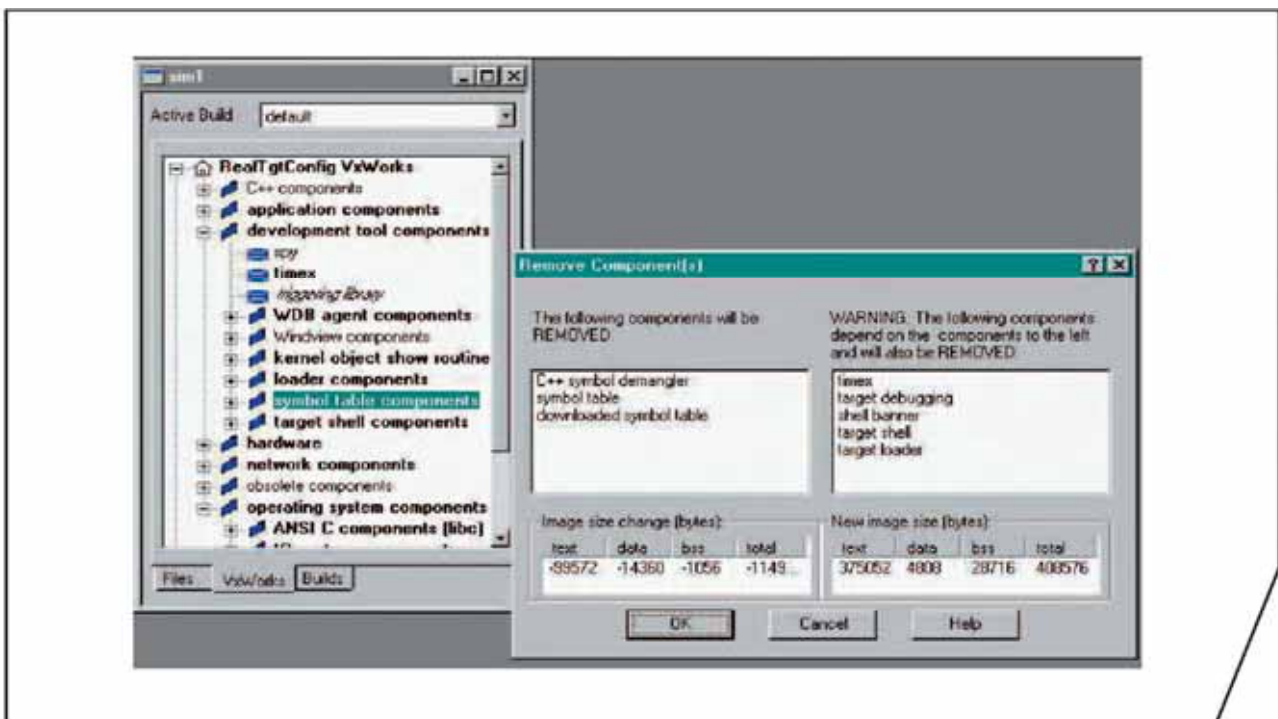 sim1
Active Build
default
RealTgtConfig VxWorks
C++ components
application components
development tool components
spy
timex
triggering library
WDB agent components
Windview components
kernel object show routine
loader components
symbol table components
target shell components
hardware
network components
obsolete components
operating system components
ANSI C components (libc)
Files
VxWorks
Builds
Remove Component(s)
The following components will be
REMOVED
C++ symbol demangler
symbol table
downloaded symbol table
WARNING: The following components
depend on the components to the left
and will also be REMOVED
timex
target debugging
shell banner
target shell
target loader
Image size change (bytes):
text data bss total
-99572 -14360 -1056 -1149...
New image size (bytes)
text data bss total
375052 4808 28716 408576
OK
Cancel
Help